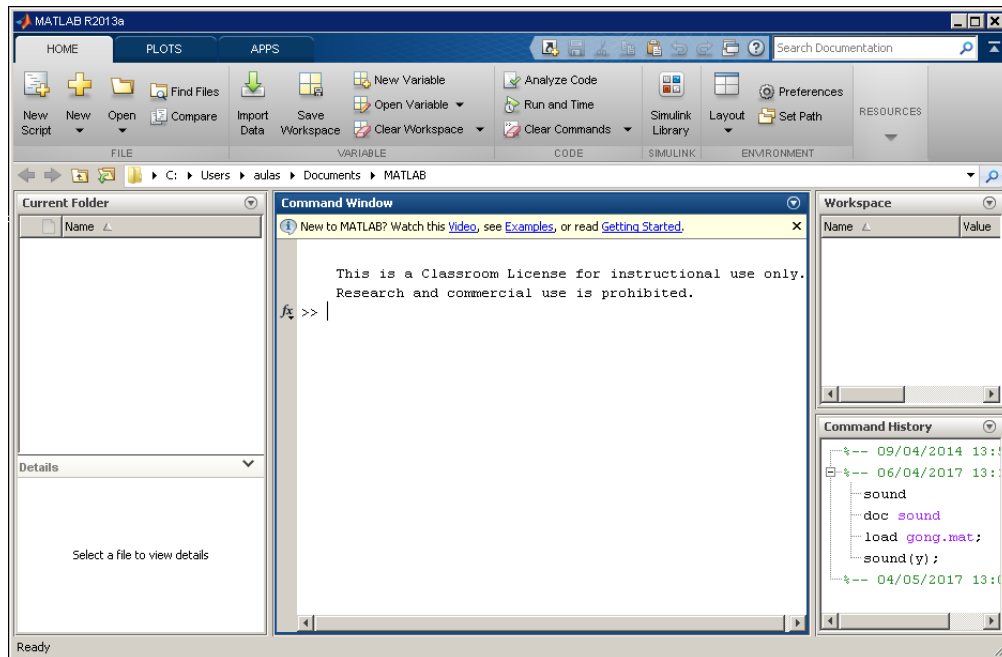 MATLAB R2013a
HOME PLOTS APPS Search Documentation
New Script
New
Open
Find Files
Compare
FILE
Import Data
Save Workspace
New Variable
Open Variable
Clear Workspace
VARIABLE
Analyze Code
Run and Time
Clear Commands
CODE
Simulink Library
SIMULINK
Layout
Preferences
Set Path
ENVIRONMENT
RESOURCES
C: Users aulas Documents MATLAB
Current Folder
Name
Details
Select a file to view details
Command Window
New to MATLAB? Watch this Video, see Examples, or read Getting Started.
This is a Classroom License for instructional use only.
Research and commercial use is prohibited.
fx >>
Workspace
Name Value
Command History
%-- 09/04/2014
%-- 06/04/2017
sound
doc sound
load gong.mat;
sound(y);
%-- 04/05/2017
Ready